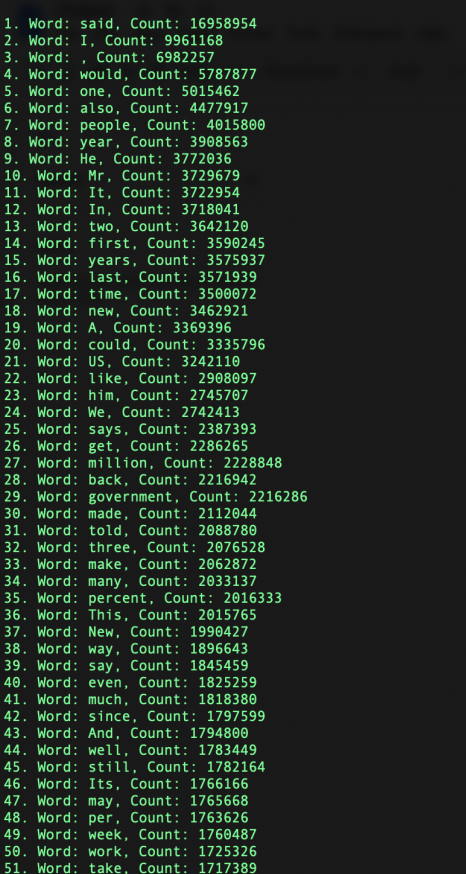 1. Word: said, Count: 16958954
2. Word: I, Count: 9961168
3. Word: , Count: 6982257
4. Word: would, Count: 5787877
5. Word: one, Count: 5015462
6. Word: also, Count: 4477917
7. Word: people, Count: 4015800
8. Word: year, Count: 3908563
9. Word: He, Count: 3772036
10. Word: Mr, Count: 3729679
11. Word: It, Count: 3722954
12. Word: In, Count: 3718041
13. Word: two, Count: 3642120
14. Word: first, Count: 3590245
15. Word: years, Count: 3575937
16. Word: last, Count: 3571939
17. Word: time, Count: 3500072
18. Word: new, Count: 3462921
19. Word: A, Count: 3369396
20. Word: could, Count: 3335796
21. Word: US, Count: 3242110
22. Word: like, Count: 2908097
23. Word: him, Count: 2745707
24. Word: We, Count: 2742413
25. Word: says, Count: 2387393
26. Word: get, Count: 2286265
27. Word: million, Count: 2228848
28. Word: back, Count: 2216942
29. Word: government, Count: 2216286
30. Word: made, Count: 2112044
31. Word: told, Count: 2088780
32. Word: three, Count: 2076528
33. Word: make, Count: 2062872
34. Word: many, Count: 2033137
35. Word: percent, Count: 2016333
36. Word: This, Count: 2015765
37. Word: New, Count: 1990427
38. Word: way, Count: 1896643
39. Word: say, Count: 1845459
40. Word: even, Count: 1825259
41. Word: much, Count: 1818380
42. Word: since, Count: 1797599
43. Word: And, Count: 1794800
44. Word: well, Count: 1783449
45. Word: still, Count: 1782164
46. Word: Its, Count: 1766166
47. Word: may, Count: 1765668
48. Word: per, Count: 1763626
49. Word: week, Count: 1760487
50. Word: work, Count: 1725326
51. Word: take, Count: 1717389